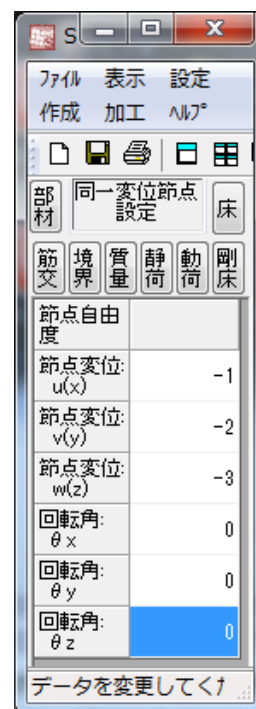 S
ファイル 表示 設定
作成 加工 ヘルプ
部材
同一変位節点
設定
床
筋交 境界 質量 静荷 動荷 剛床
節点自由
度
節点変位:
u(x)
-1
節点変位:
v(y)
-2
節点変位:
w(z)
-3
回転角:
θx
0
回転角:
θy
0
回転角:
θz
0
データを変更してく